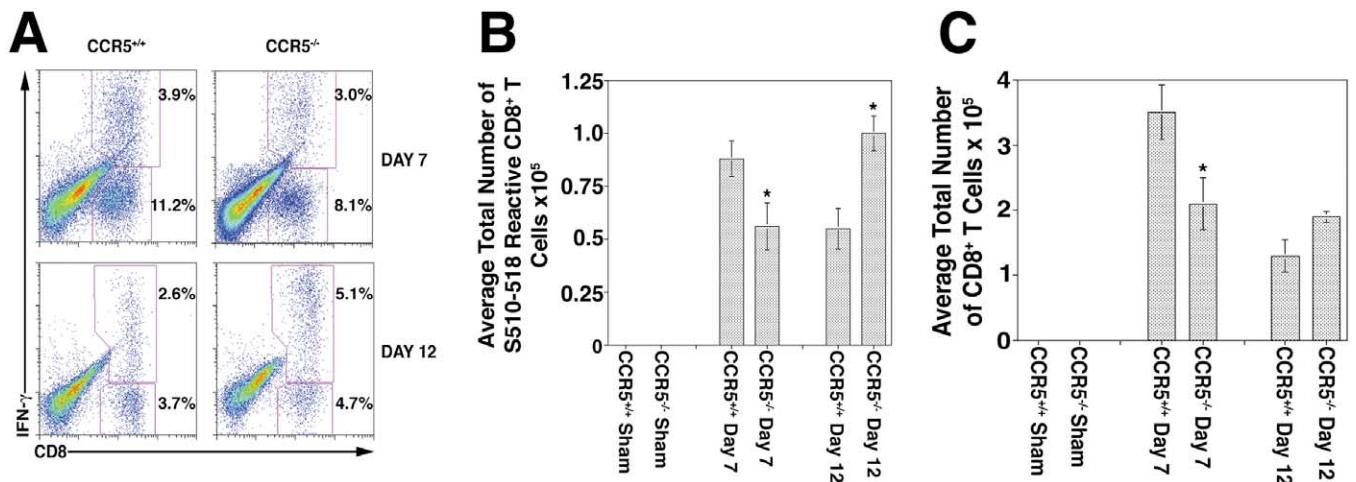 A
CCR5+/+
CCR5-/-
3.9%
3.0%
DAY 7
11.2%
8.1%
2.6%
5.1%
DAY 12
3.7%
4.7%
IFN-γ
CD8
B
Average Total Number of
S510-518 Reactive CD8+ T
Cells x10⁵
1.25
1.0
0.75
0.5
0.25
0
*
*
CCR5+/+ Sham
CCR5-/- Sham
CCR5+/+ Day 7
CCR5-/- Day 7
CCR5+/+ Day 12
CCR5-/- Day 12
C
Average Total Number
of CD8+ T Cells x 10⁵
4
3
2
1
0
*
CCR5+/+ Sham
CCR5-/- Sham
CCR5+/+ Day 7
CCR5-/- Day 7
CCR5+/+ Day 12
CCR5-/- Day 12